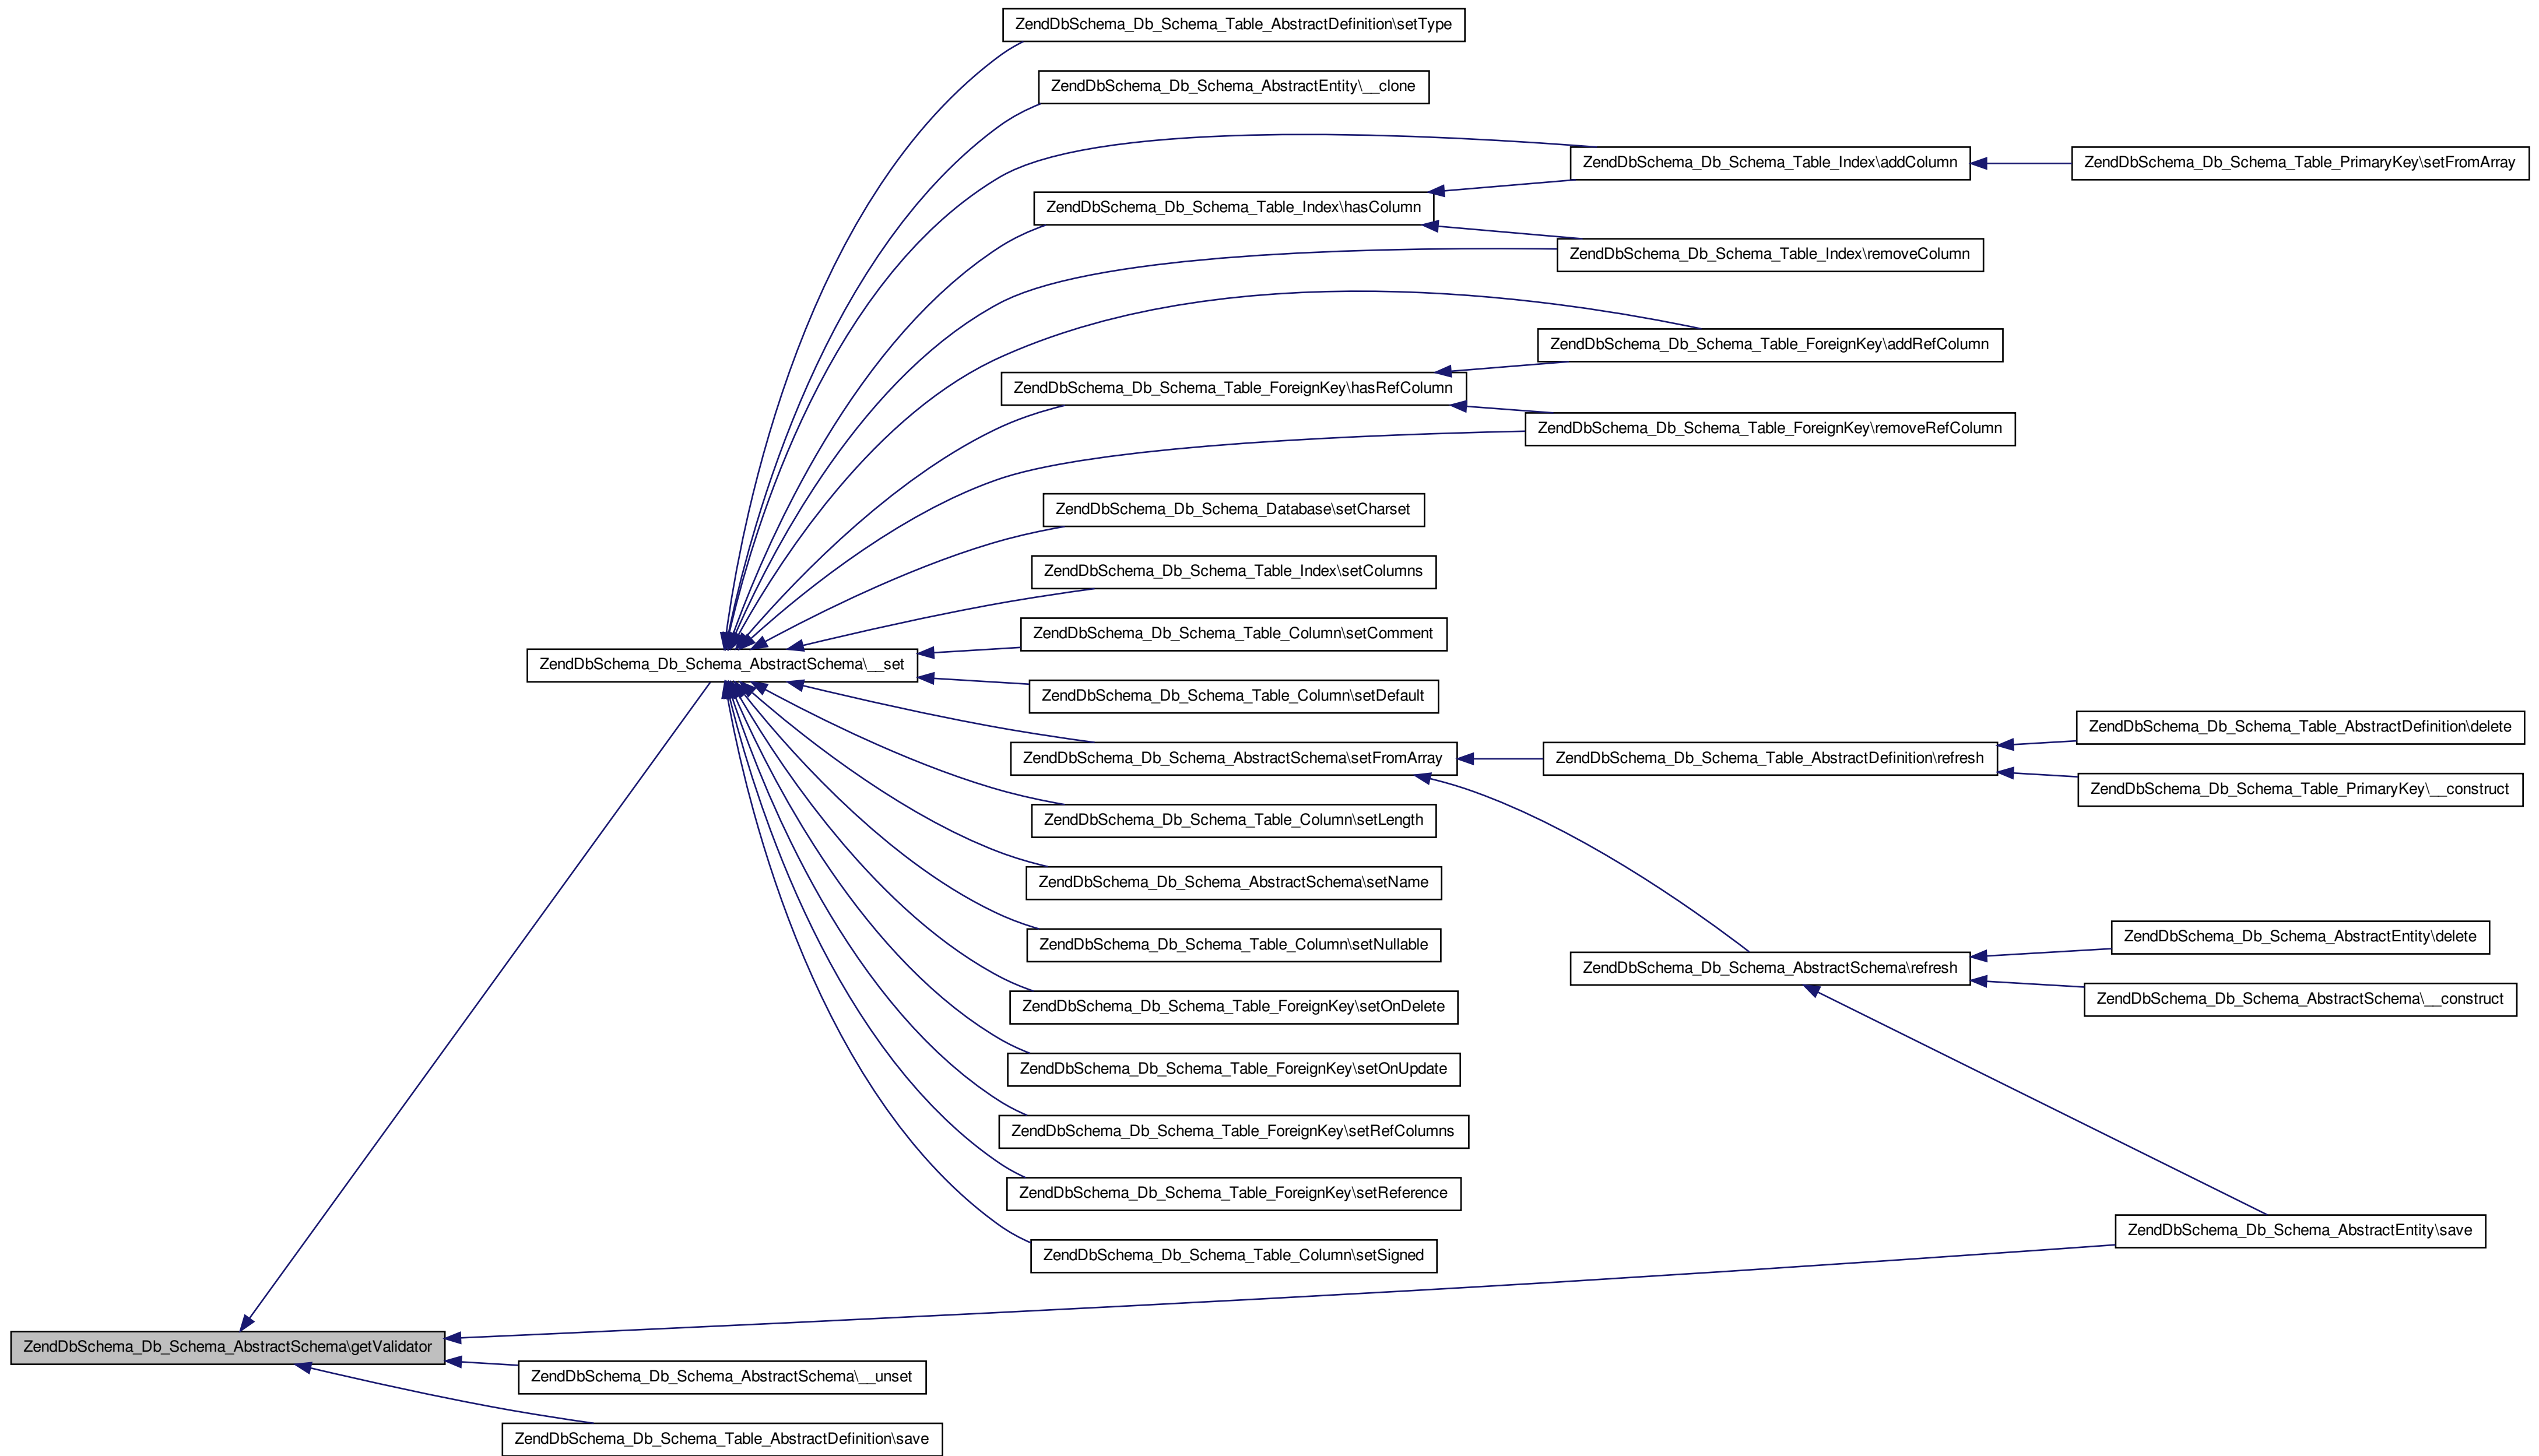 ZendDbSchema_Db_Schema_Table_AbstractDefinition\setType
ZendDbSchema_Db_Schema_AbstractEntity\__clone
ZendDbSchema_Db_Schema_Table_Index\addColumn
ZendDbSchema_Db_Schema_Table_PrimaryKey\setFromArray
ZendDbSchema_Db_Schema_Table_Index\hasColumn
ZendDbSchema_Db_Schema_Table_Index\removeColumn
ZendDbSchema_Db_Schema_Table_ForeignKey\addRefColumn
ZendDbSchema_Db_Schema_Table_ForeignKey\hasRefColumn
ZendDbSchema_Db_Schema_Table_ForeignKey\removeRefColumn
ZendDbSchema_Db_Schema_Database\setCharset
ZendDbSchema_Db_Schema_Table_Index\setColumns
ZendDbSchema_Db_Schema_Table_Column\setComment
ZendDbSchema_Db_Schema_AbstractSchema\__set
ZendDbSchema_Db_Schema_Table_Column\setDefault
ZendDbSchema_Db_Schema_Table_AbstractDefinition\delete
ZendDbSchema_Db_Schema_AbstractSchema\setFromArray
ZendDbSchema_Db_Schema_Table_AbstractDefinition\refresh
ZendDbSchema_Db_Schema_Table_PrimaryKey\__construct
ZendDbSchema_Db_Schema_Table_Column\setLength
ZendDbSchema_Db_Schema_AbstractSchema\setName
ZendDbSchema_Db_Schema_AbstractEntity\delete
ZendDbSchema_Db_Schema_Table_Column\setNullable
ZendDbSchema_Db_Schema_AbstractSchema\refresh
ZendDbSchema_Db_Schema_AbstractSchema\__construct
ZendDbSchema_Db_Schema_Table_ForeignKey\setOnDelete
ZendDbSchema_Db_Schema_Table_ForeignKey\setOnUpdate
ZendDbSchema_Db_Schema_Table_ForeignKey\setRefColumns
ZendDbSchema_Db_Schema_Table_ForeignKey\setReference
ZendDbSchema_Db_Schema_AbstractEntity\save
ZendDbSchema_Db_Schema_Table_Column\setSigned
ZendDbSchema_Db_Schema_AbstractSchema\getValidator
ZendDbSchema_Db_Schema_AbstractSchema\__unset
ZendDbSchema_Db_Schema_Table_AbstractDefinition\save